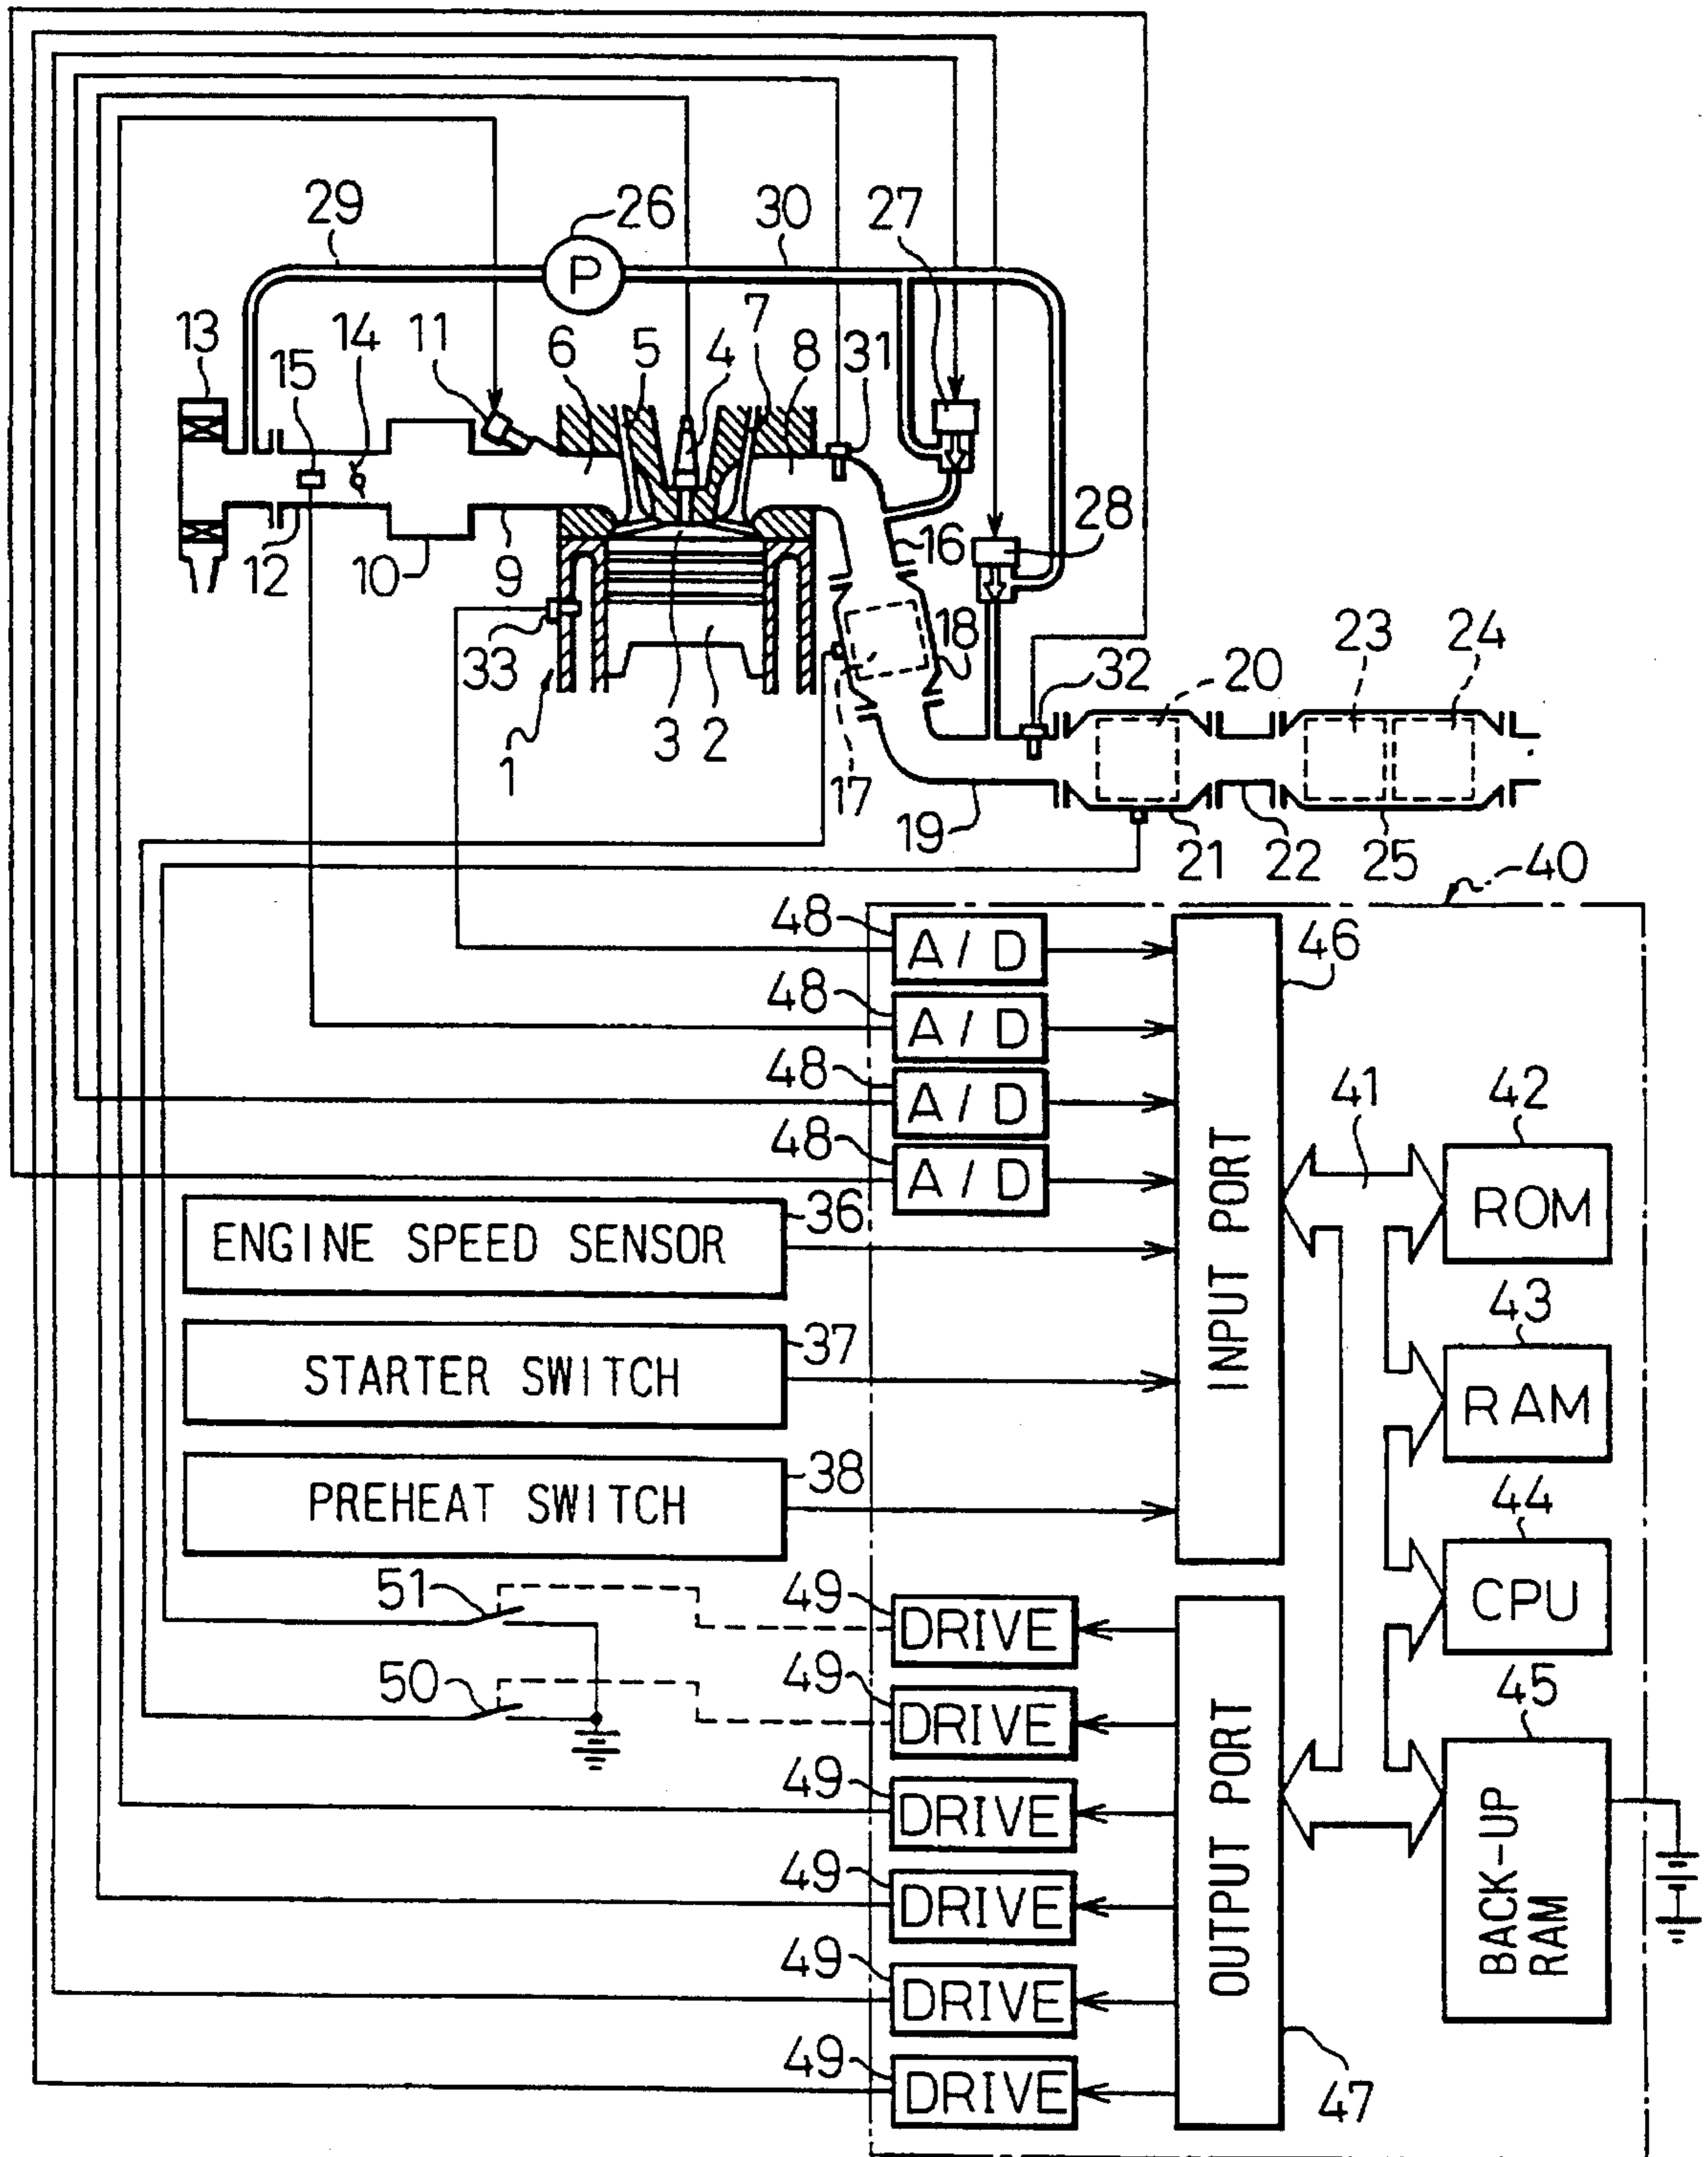 29
26
P
30
27
13
15
14
11
6
5
4
7
8
31
12
10
9
16
28
33
18
1
3
2
17
32
20
23
24
19
21
22
25
40
48
A/D
46
48
A/D
48
A/D
48
A/D
INPUT PORT
41
42
ROM
36
ENGINE SPEED SENSOR
43
RAM
37
STARTER SWITCH
38
PREHEAT SWITCH
44
CPU
51
49
DRIVE
50
49
DRIVE
45
BACK-UP
RAM
49
DRIVE
OUTPUT PORT
49
DRIVE
49
DRIVE
49
DRIVE
47